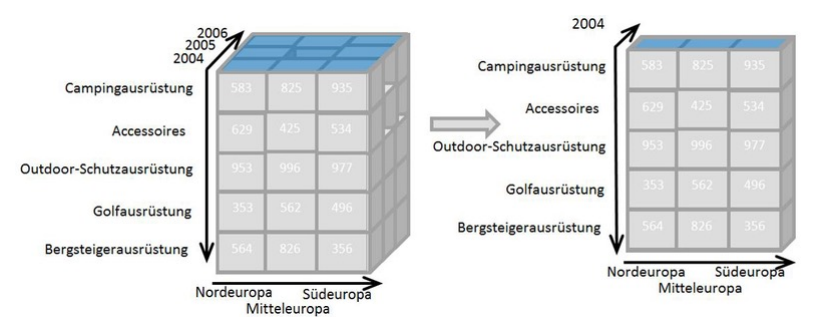 2006
2005
2004
Campingausrüstung 583 825 935
Accessoires 629 425 534
Outdoor-Schutzausrüstung 953 996 977
Golfausrüstung 353 562 496
Bergsteigerausrüstung 564 826 356
Nordeuropa Südeuropa
Mitteleuropa
2004
Campingausrüstung 583 825 935
Accessoires 629 425 534
Outdoor-Schutzausrüstung 953 996 977
Golfausrüstung 353 562 496
Bergsteigerausrüstung 564 826 356
Nordeuropa Südeuropa
Mitteleuropa